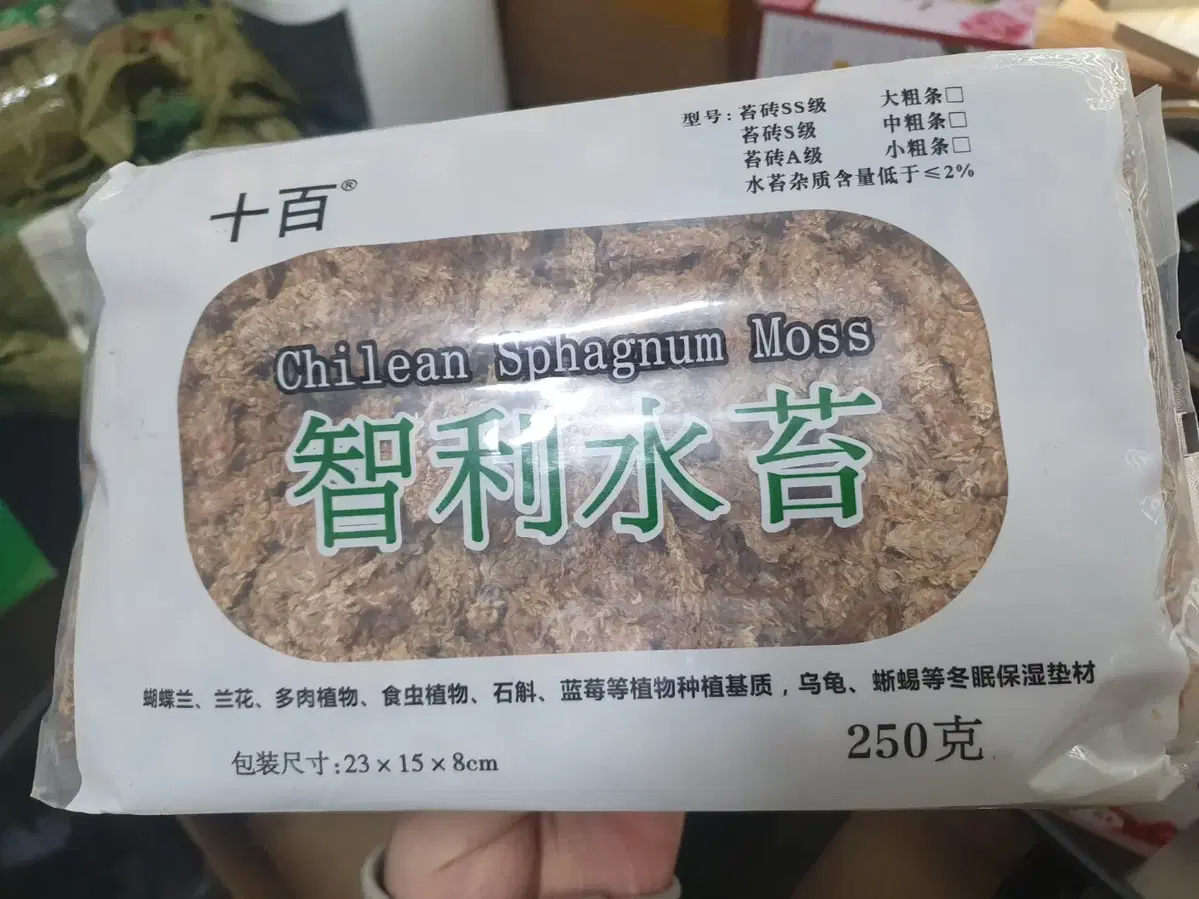 型号: 苔砖SS级 大粗条□
苔砖S级 中粗条□
苔砖A级 小粗条□
水苔杂质含量低于≤2%
十百®
Chilean Sphagnum Moss
智利水苔
蝴蝶兰、兰花、多肉植物、食虫植物、石斛、蓝莓等植物种植基质，乌龟、蜥蜴等冬眠保湿垫材
250克
包装尺寸:23×15×8cm